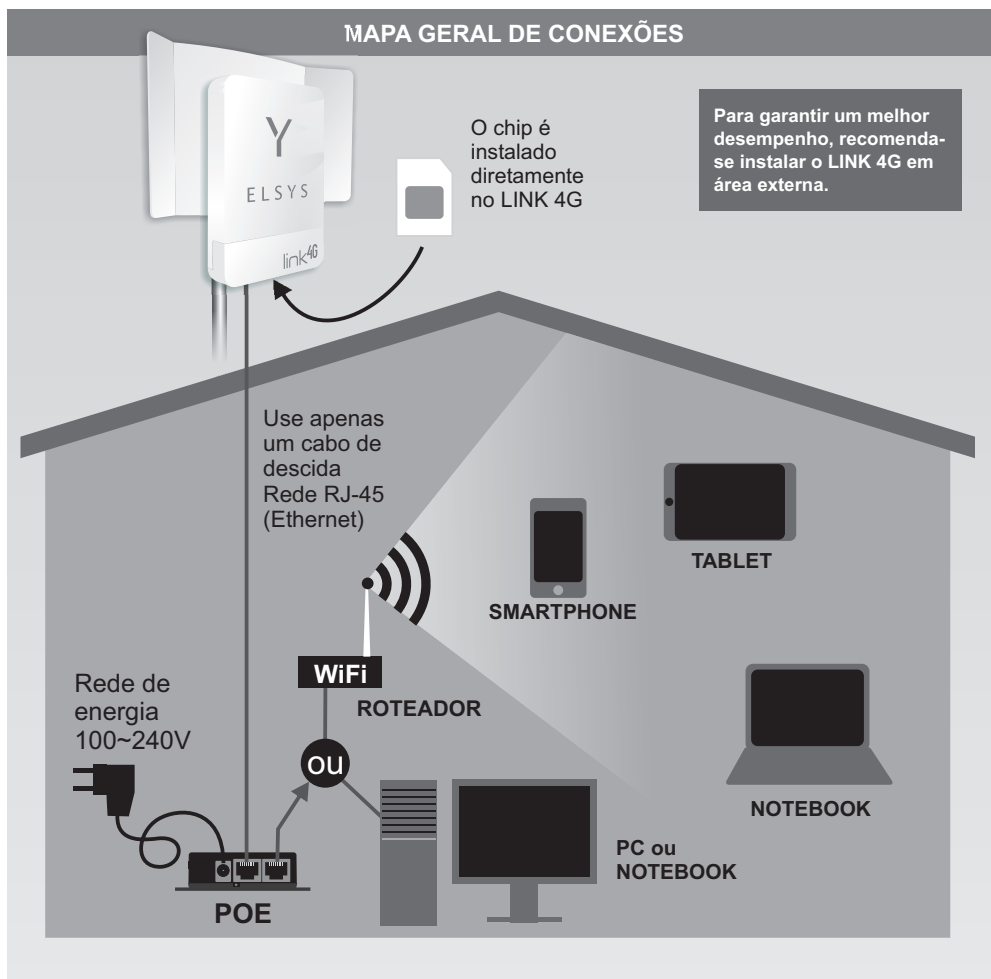 MAPA GERAL DE CONEXÕES
Para garantir um melhor
desempenho, recomenda-
se instalar o LINK 4G em
área externa.
O chip é
instalado
diretamente
no LINK 4G
ELSYS
link4G
Use apenas
um cabo de
descida
Rede RJ-45
(Ethernet)
TABLET
SMARTPHONE
WiFi
ROTEADOR
Rede de
energia
100~240V
ou
NOTEBOOK
PC ou
NOTEBOOK
POE